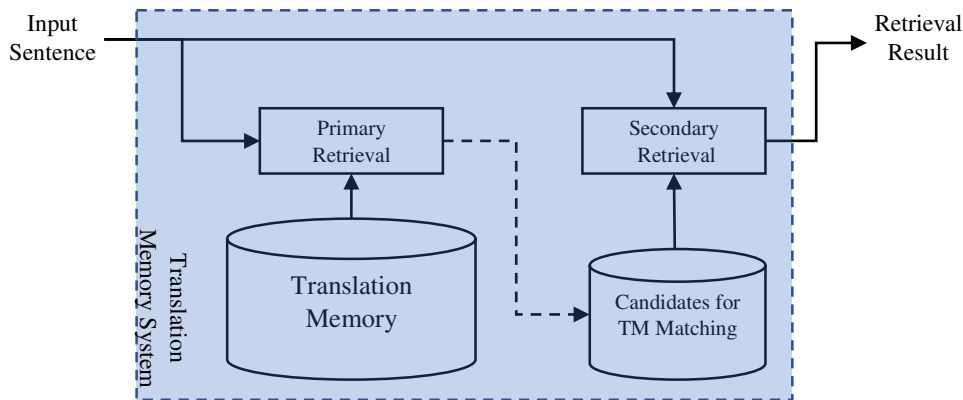 Input
Sentence
Retrieval
Result
Primary
Retrieval
Secondary
Retrieval
Translation
Memory
Candidates for
TM Matching
Translation
Memory System